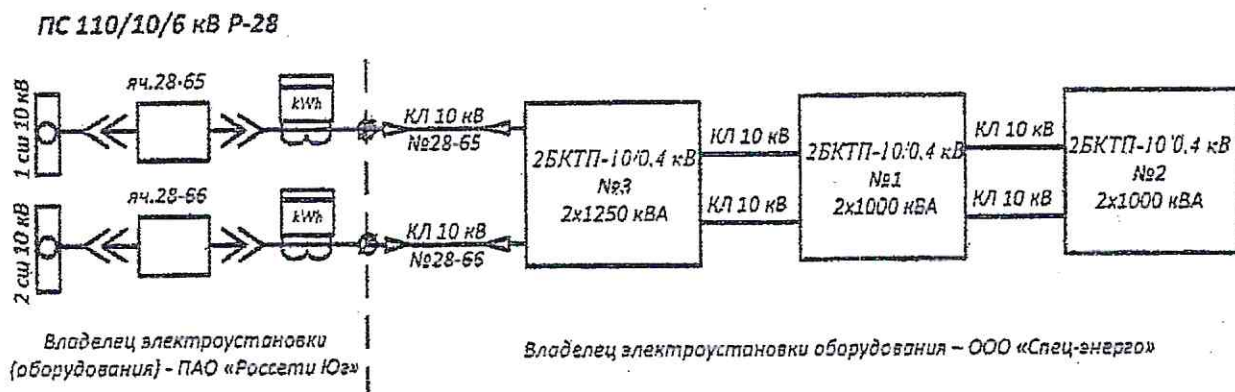 ПС 110/10/6 кВ Р-28
1 сш 10 кВ
яч.28-65
kWh
КЛ 10 кВ
№28-65
2 сш 10 кВ
яч.28-66
kWh
КЛ 10 кВ
№28-66
2БКТП-10/0,4 кВ
№3
2х1250 кВА
КЛ 10 кВ
КЛ 10 кВ
2БКТП-10/0,4 кВ
№1
2х1000 кВА
КЛ 10 кВ
КЛ 10 кВ
2БКТП-10/0,4 кВ
№2
2х1000 кВА
Владелец электроустановки
(оборудования) - ПАО «Россети Юг»
Владелец электроустановки оборудования – ООО «Спец-энерго»